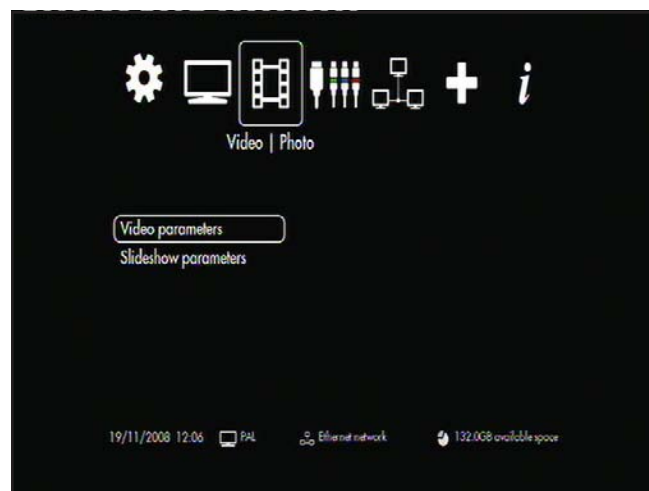 i
Video | Photo
Video parameters
Slideshow parameters
19/11/2008 12:06 PAL Ethernet network 132.0GB available space